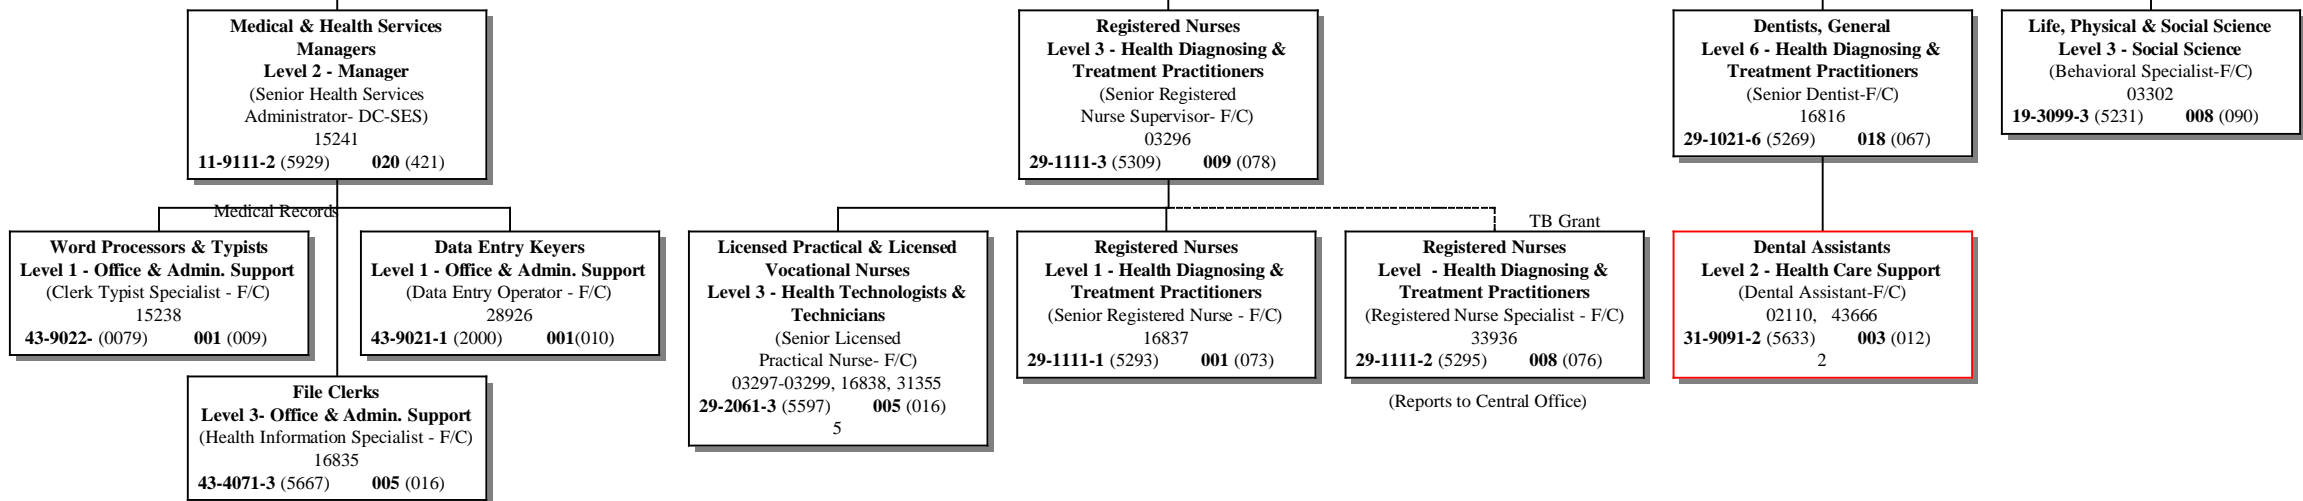 Medical & Health Services
Managers
Level 2 - Manager
(Senior Health Services
Administrator- DC-SES)
15241
11-9111-2 (5929) 020 (421)
Registered Nurses
Level 3 - Health Diagnosing &
Treatment Practitioners
(Senior Registered
Nurse Supervisor- F/C)
03296
29-1111-3 (5309) 009 (078)
Dentists, General
Level 6 - Health Diagnosing &
Treatment Practitioners
(Senior Dentist-F/C)
16816
29-1021-6 (5269) 018 (067)
Life, Physical & Social Science
Level 3 - Social Science
(Behavioral Specialist-F/C)
03302
19-3099-3 (5231) 008 (090)
Medical Records
TB Grant
Word Processors & Typists
Level 1 - Office & Admin. Support
(Clerk Typist Specialist - F/C)
15238
43-9022- (0079) 001 (009)
Data Entry Keyers
Level 1 - Office & Admin. Support
(Data Entry Operator - F/C)
28926
43-9021-1 (2000) 001(010)
Licensed Practical & Licensed
Vocational Nurses
Level 3 - Health Technologists &
Technicians
(Senior Licensed
Practical Nurse- F/C)
03297-03299, 16838, 31355
29-2061-3 (5597) 005 (016)
5
Registered Nurses
Level 1 - Health Diagnosing &
Treatment Practitioners
(Senior Registered Nurse - F/C)
16837
29-1111-1 (5293) 001 (073)
Registered Nurses
Level - Health Diagnosing &
Treatment Practitioners
(Registered Nurse Specialist - F/C)
33936
29-1111-2 (5295) 008 (076)
(Reports to Central Office)
Dental Assistants
Level 2 - Health Care Support
(Dental Assistant-F/C)
02110, 43666
31-9091-2 (5633) 003 (012)
2
File Clerks
Level 3- Office & Admin. Support
(Health Information Specialist - F/C)
16835
43-4071-3 (5667) 005 (016)